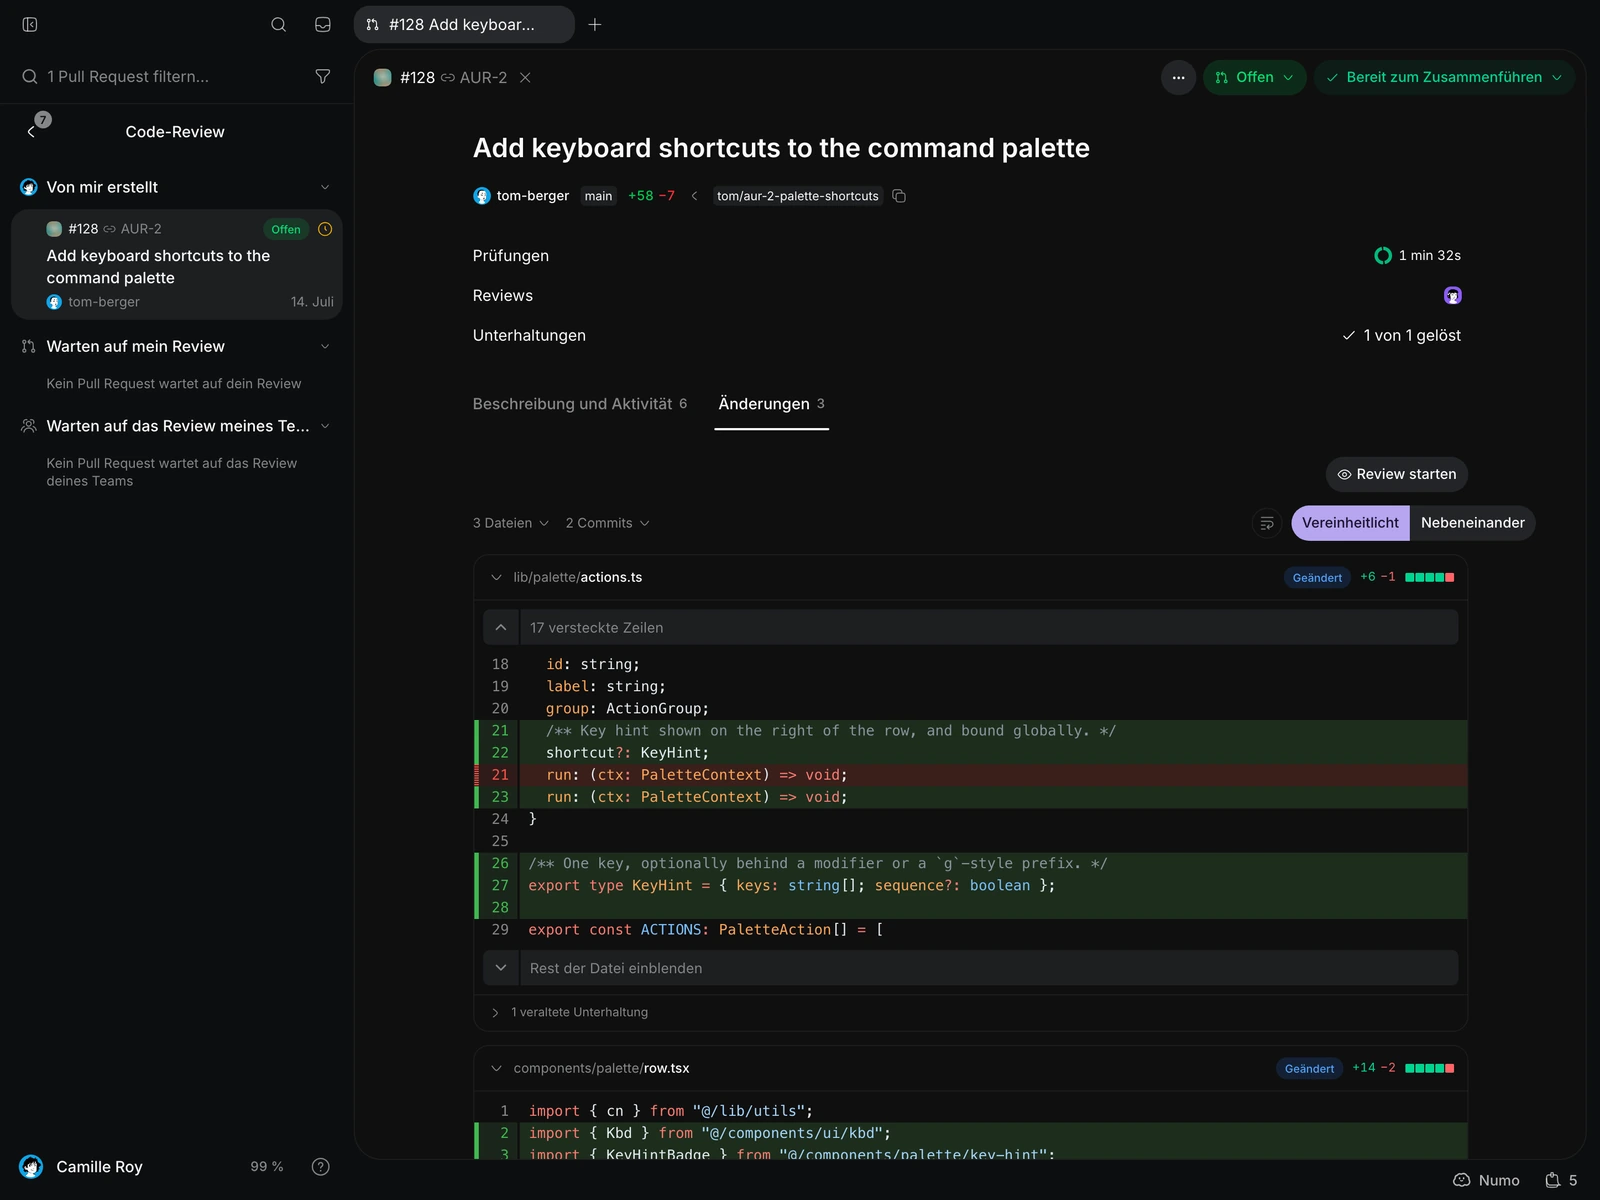 #128 Add keyboar...
1 Pull Request filtern...
7
Code-Review
Von mir erstellt
#128 AUR-2 Offen
Add keyboard shortcuts to the
command palette
tom-berger 14. Juli
Warten auf mein Review
Kein Pull Request wartet auf dein Review
Warten auf das Review meines Te...
Kein Pull Request wartet auf das Review
deines Teams
Camille Roy 99 %
#128 AUR-2
Offen
Bereit zum Zusammenführen
Add keyboard shortcuts to the command palette
tom-berger main +58 −7 tom/aur-2-palette-shortcuts
Prüfungen 1 min 32s
Reviews
Unterhaltungen 1 von 1 gelöst
Beschreibung und Aktivität 6 Änderungen 3
Review starten
3 Dateien 2 Commits Vereinheitlicht Nebeneinander
lib/palette/actions.ts Geändert +6 −1
17 versteckte Zeilen
18 id: string;
19 label: string;
20 group: ActionGroup;
21 /** Key hint shown on the right of the row, and bound globally. */
22 shortcut?: KeyHint;
21 run: (ctx: PaletteContext) => void;
23 run: (ctx: PaletteContext) => void;
24 }
25
26 /** One key, optionally behind a modifier or a `g`-style prefix. */
27 export type KeyHint = { keys: string[]; sequence?: boolean };
28
29 export const ACTIONS: PaletteAction[] = [
Rest der Datei einblenden
1 veraltete Unterhaltung
components/palette/row.tsx Geändert +14 −2
1 import { cn } from "@/lib/utils";
2 import { Kbd } from "@/components/ui/kbd";
3 import { KeyHintBadge } from "@/components/palette/key-hint";
Numo 5